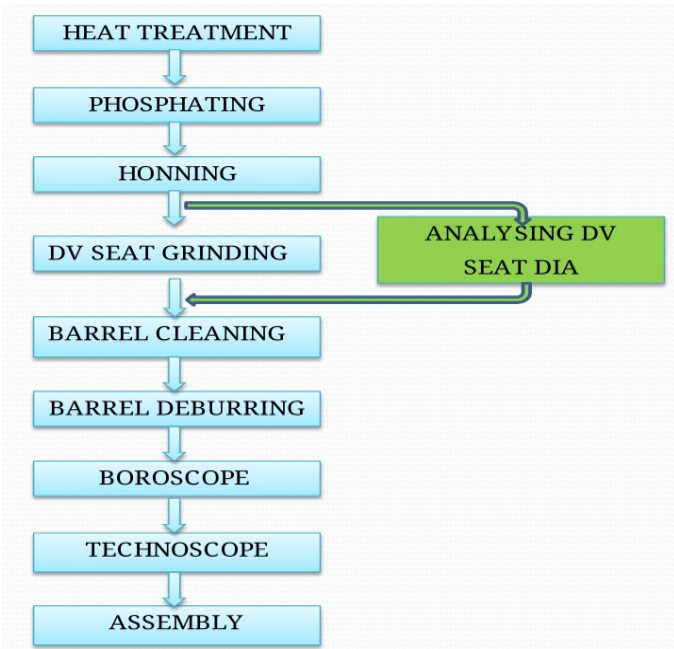 HEAT TREATMENT
PHOSPHATING
HONNING
DV SEAT GRINDING
ANALYSING DV
SEAT DIA
BARREL CLEANING
BARREL DEBURRING
BOROSCOPE
TECHNOSCOPE
ASSEMBLY